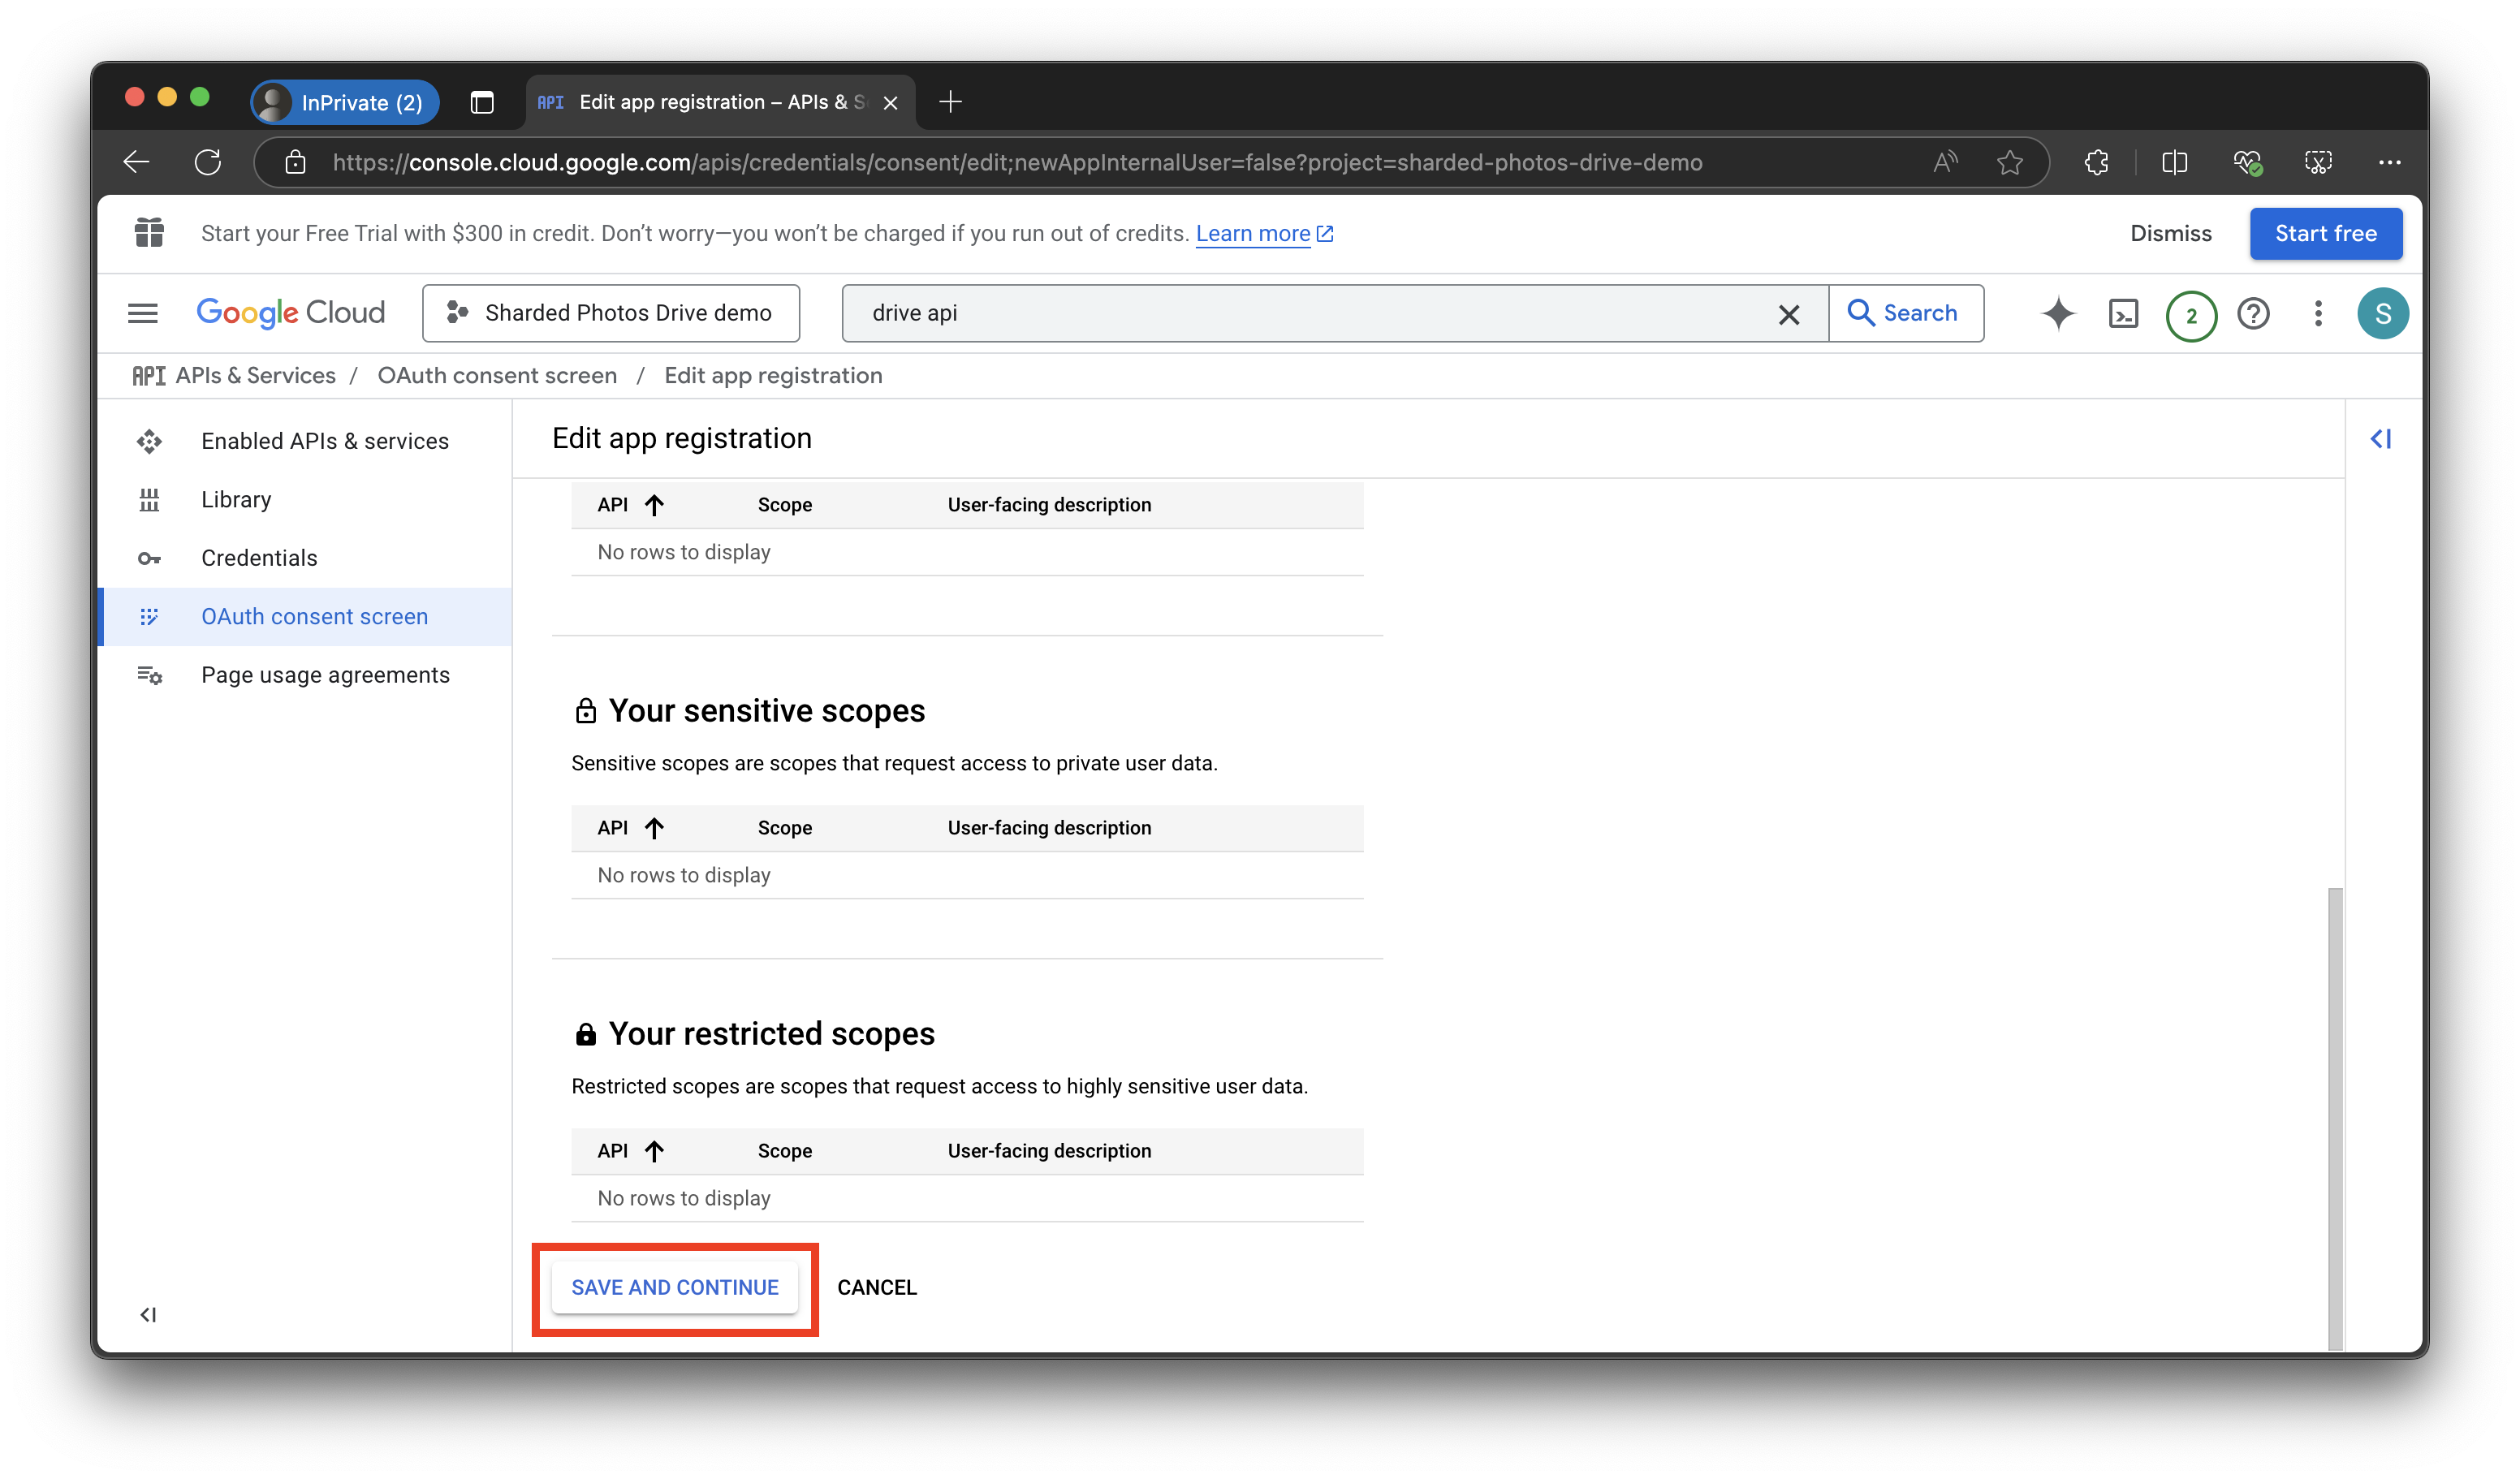 InPrivate (2)
API Edit app registration – APIs & S
https://console.cloud.google.com/apis/credentials/consent/edit;newAppInternalUser=false?project=sharded-photos-drive-demo
Start your Free Trial with $300 in credit. Don’t worry—you won’t be charged if you run out of credits. Learn more
Dismiss
Start free
Google Cloud
Sharded Photos Drive demo
drive api
Search
2
S
API APIs & Services / OAuth consent screen / Edit app registration
Enabled APIs & services
Library
Credentials
OAuth consent screen
Page usage agreements
Edit app registration
API Scope User-facing description
No rows to display
Your sensitive scopes
Sensitive scopes are scopes that request access to private user data.
API Scope User-facing description
No rows to display
Your restricted scopes
Restricted scopes are scopes that request access to highly sensitive user data.
API Scope User-facing description
No rows to display
SAVE AND CONTINUE
CANCEL